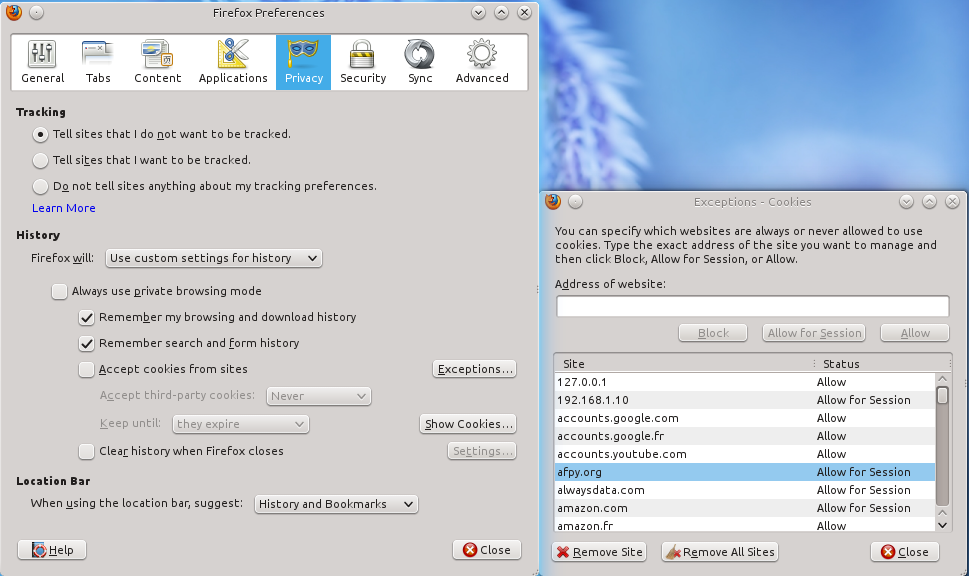 Firefox Preferences
General Tabs Content Applications Privacy Security Sync Advanced
Tracking
Tell sites that I do not want to be tracked.
Tell sites that I want to be tracked.
Do not tell sites anything about my tracking preferences.
Learn More
History
Firefox will: Use custom settings for history
Always use private browsing mode
Remember my browsing and download history
Remember search and form history
Accept cookies from sites Exceptions...
Accept third-party cookies: Never
Keep until: they expire Show Cookies...
Clear history when Firefox closes Settings...
Location Bar
When using the location bar, suggest: History and Bookmarks
Help Close
Exceptions - Cookies
You can specify which websites are always or never allowed to use
cookies. Type the exact address of the site you want to manage and
then click Block, Allow for Session, or Allow.
Address of website:
Block Allow for Session Allow
Site Status
127.0.0.1 Allow
192.168.1.10 Allow for Session
accounts.google.com Allow
accounts.google.fr Allow
accounts.youtube.com Allow
afpy.org Allow for Session
alwaysdata.com Allow for Session
amazon.com Allow for Session
amazon.fr Allow
Remove Site Remove All Sites Close